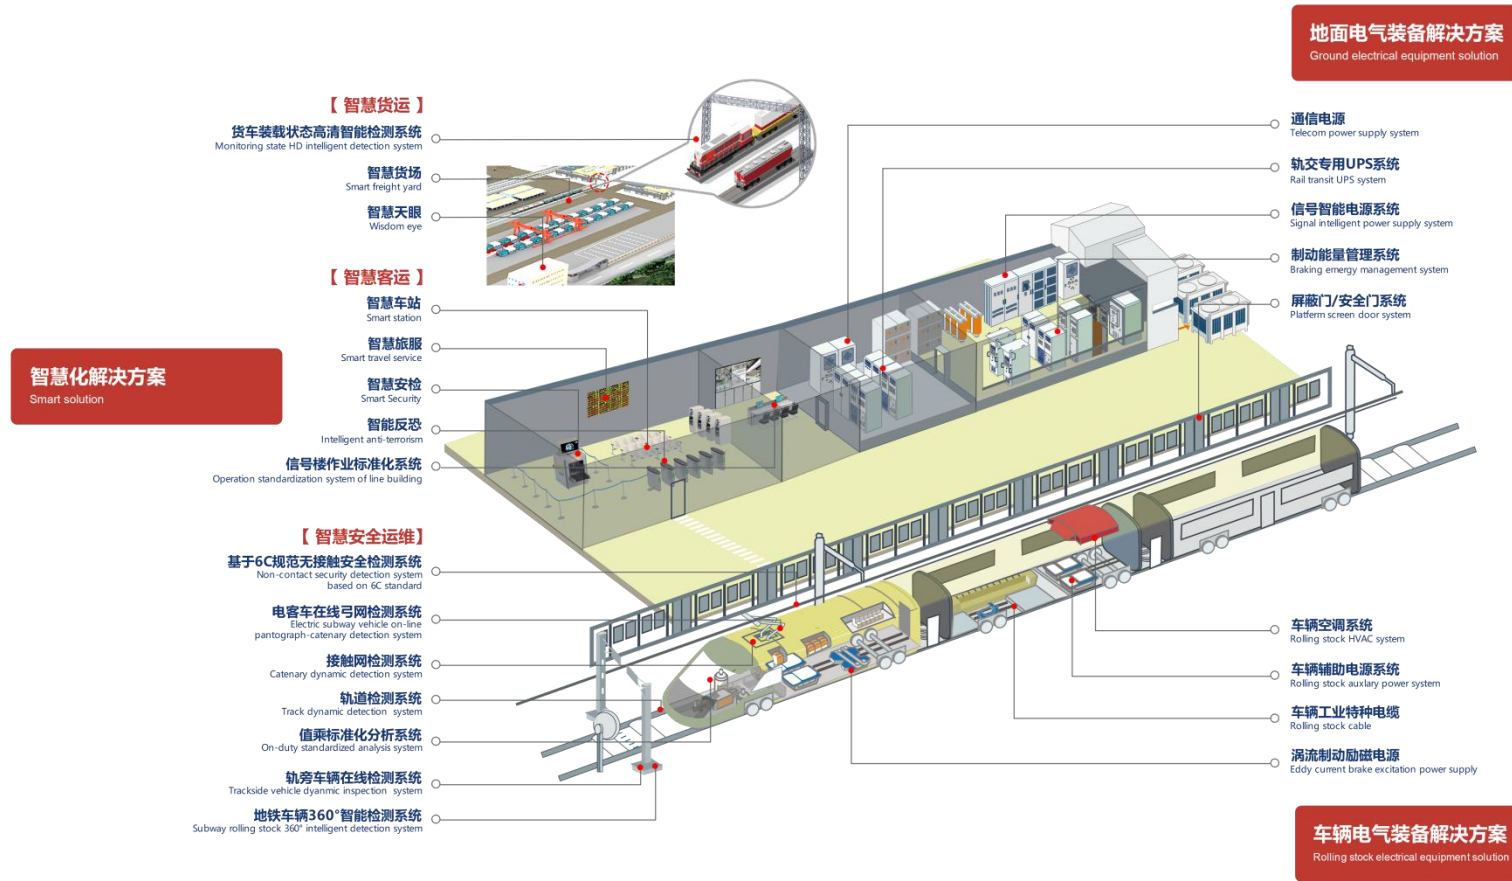 智慧化解决方案
Smart solution
【 智慧货运 】
货车装载状态高清智能检测系统
Monitoring state HD intelligent detection system
智慧货场
Smart freight yard
智慧天眼
Wisdom eye
【 智慧客运 】
智慧车站
Smart station
智慧旅服
Smart travel service
智慧安检
Smart Security
智能反恐
Intelligent anti-terrorism
信号楼作业标准化系统
Operation standardization system of line building
【 智慧安全运维】
基于6C规范无接触安全检测系统
Non-contact security detection system
based on 6C standard
电客车在线弓网检测系统
Electric subway vehicle on-line
pantograph-catenary detection system
接触网检测系统
Catenary dynamic detection system
轨道检测系统
Track dynamic detection system
值乘标准化分析系统
On-duty standardized analysis system
轨旁车辆在线检测系统
Trackside vehicle dyanmic inspection system
地铁车辆360°智能检测系统
Subway rolling stock 360° intelligent detection system
地面电气装备解决方案
Ground electrical equipment solution
通信电源
Telecom power supply system
轨交专用UPS系统
Rail transit UPS system
信号智能电源系统
Signal intelligent power supply system
制动能量管理系统
Braking emergy management system
屏蔽门/安全门系统
Platferm screen door system
车辆空调系统
Rolling stock HVAC system
车辆辅助电源系统
Rolling stock auxlary power system
车辆工业特种电缆
Rolling stock cable
涡流制动励磁电源
Eddy current brake excitation power supply
车辆电气装备解决方案
Rolling stock electrical equipment solution